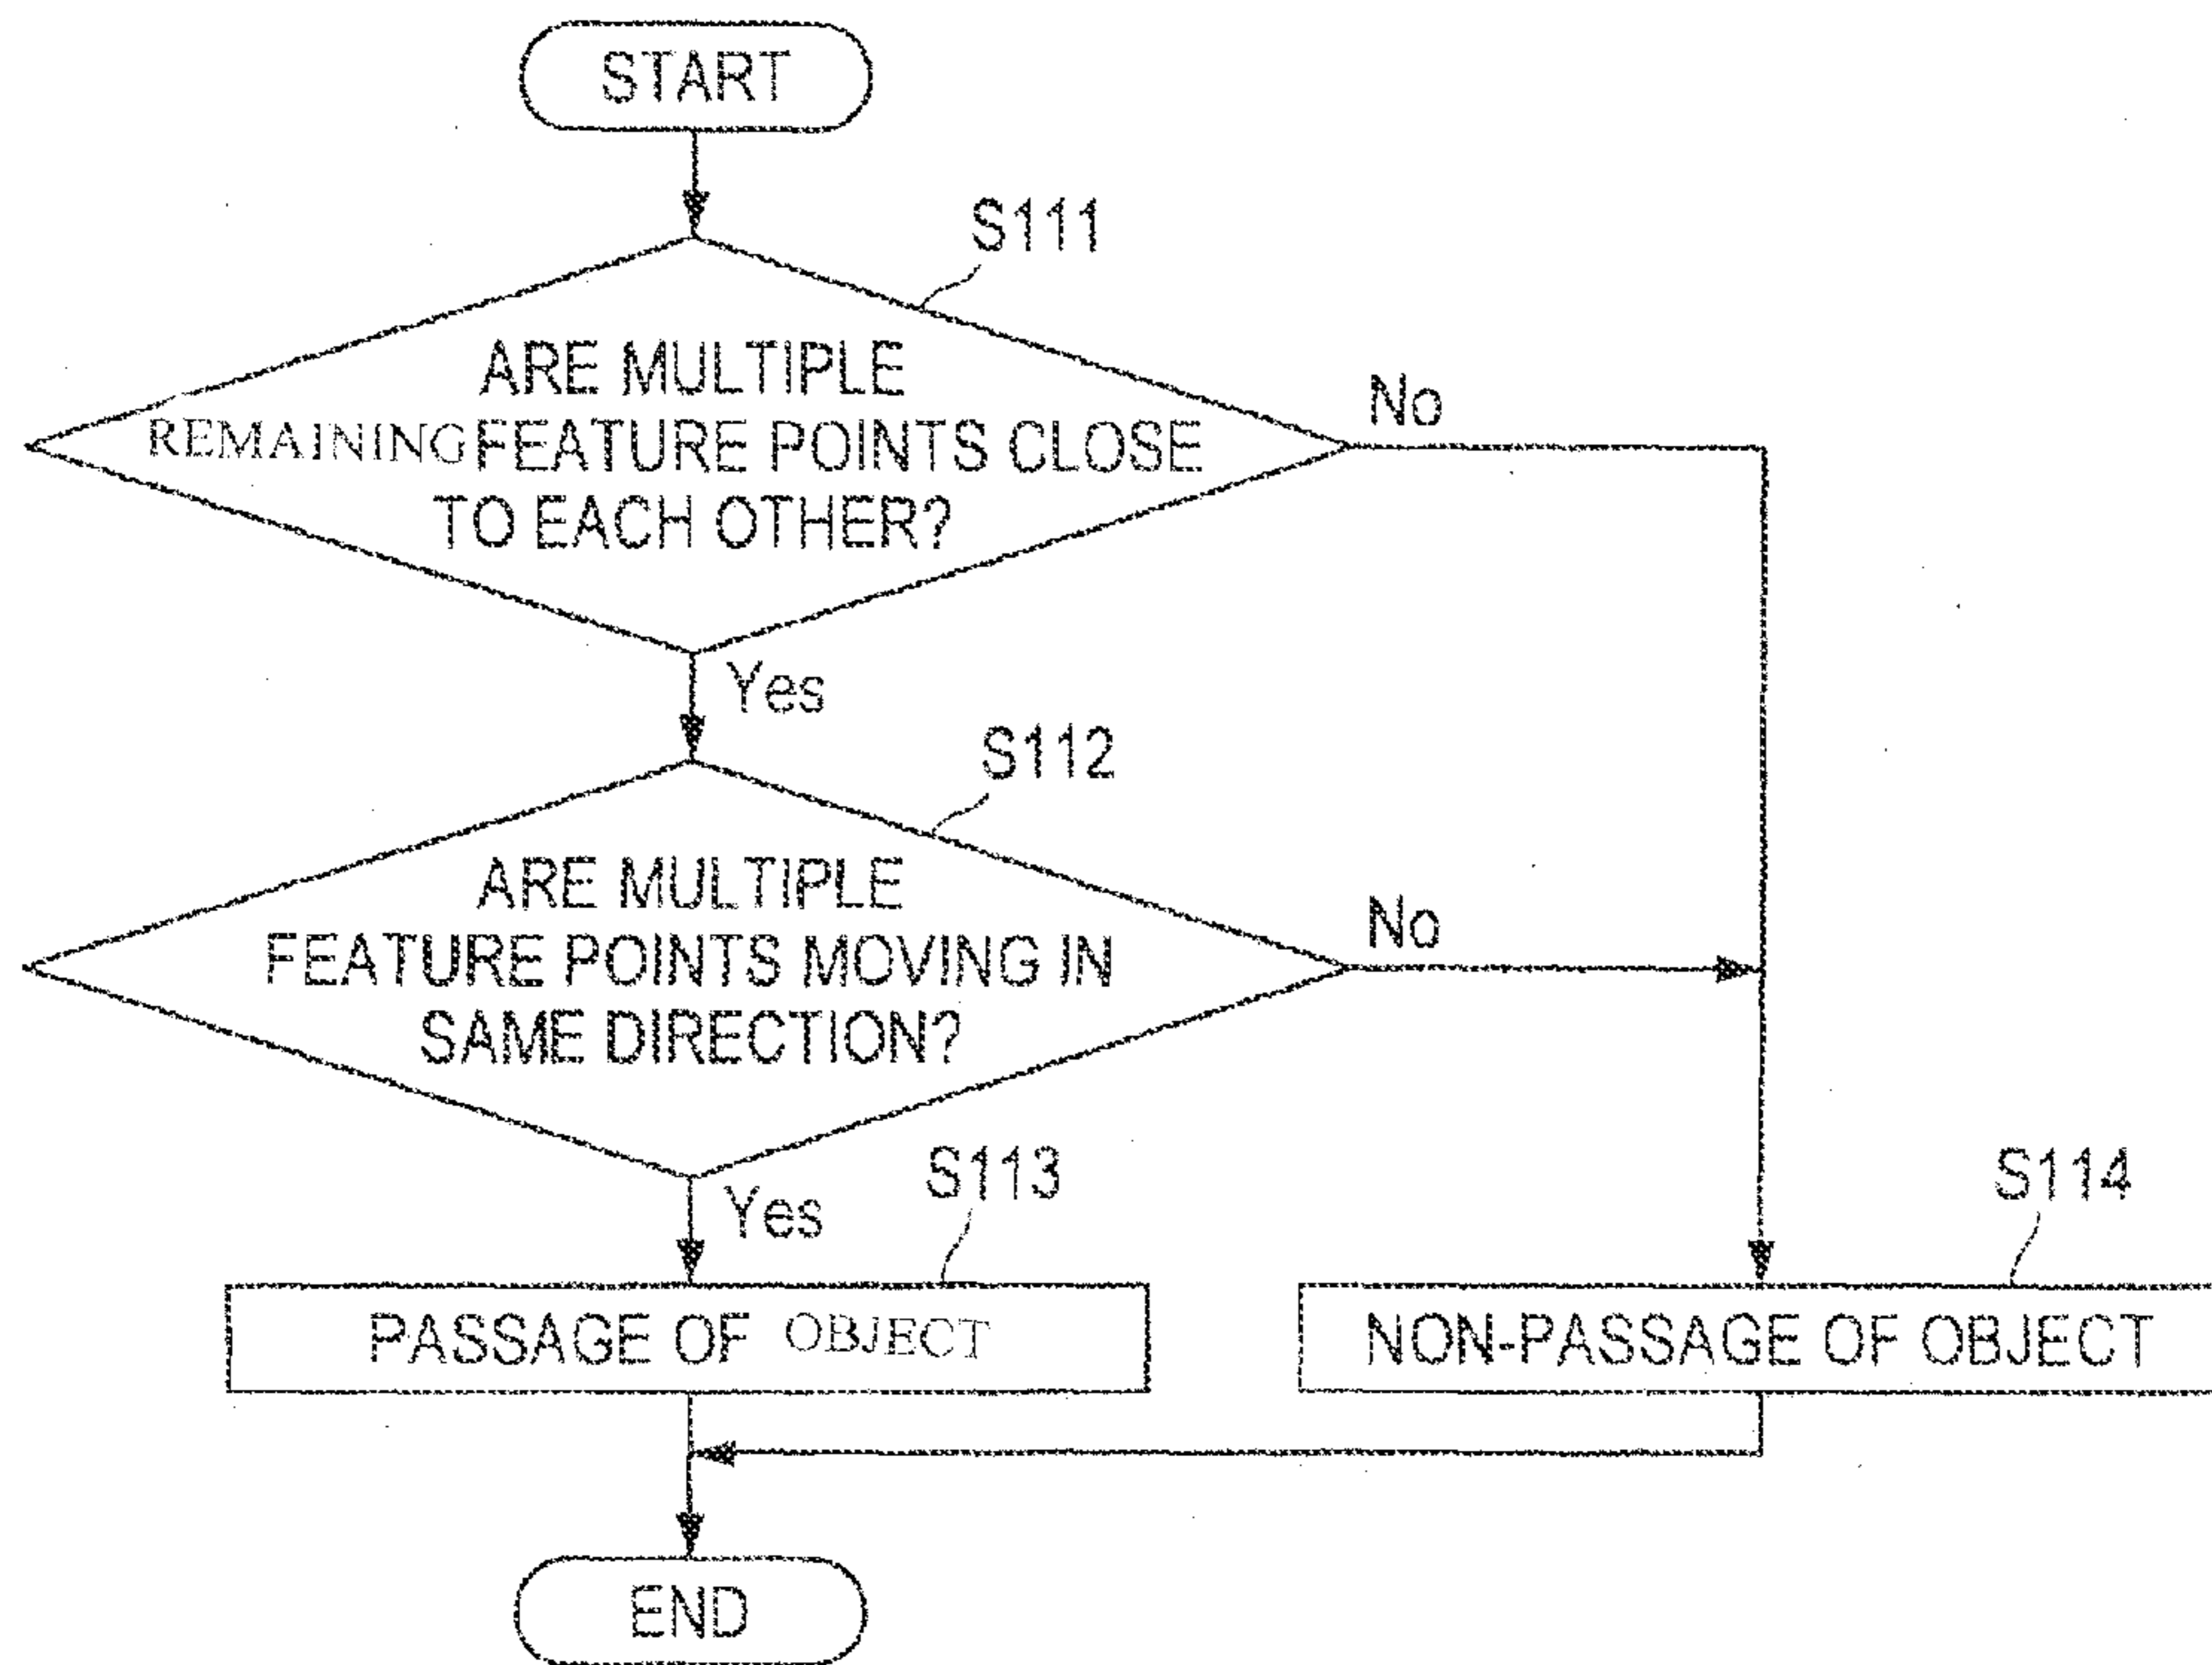 START
S111
ARE MULTIPLE
REMAINING FEATURE POINTS CLOSE
TO EACH OTHER?
No
Yes
S112
ARE MULTIPLE
FEATURE POINTS MOVING IN
SAME DIRECTION?
No
Yes
S113
S114
PASSAGE OF OBJECT
NON-PASSAGE OF OBJECT
END